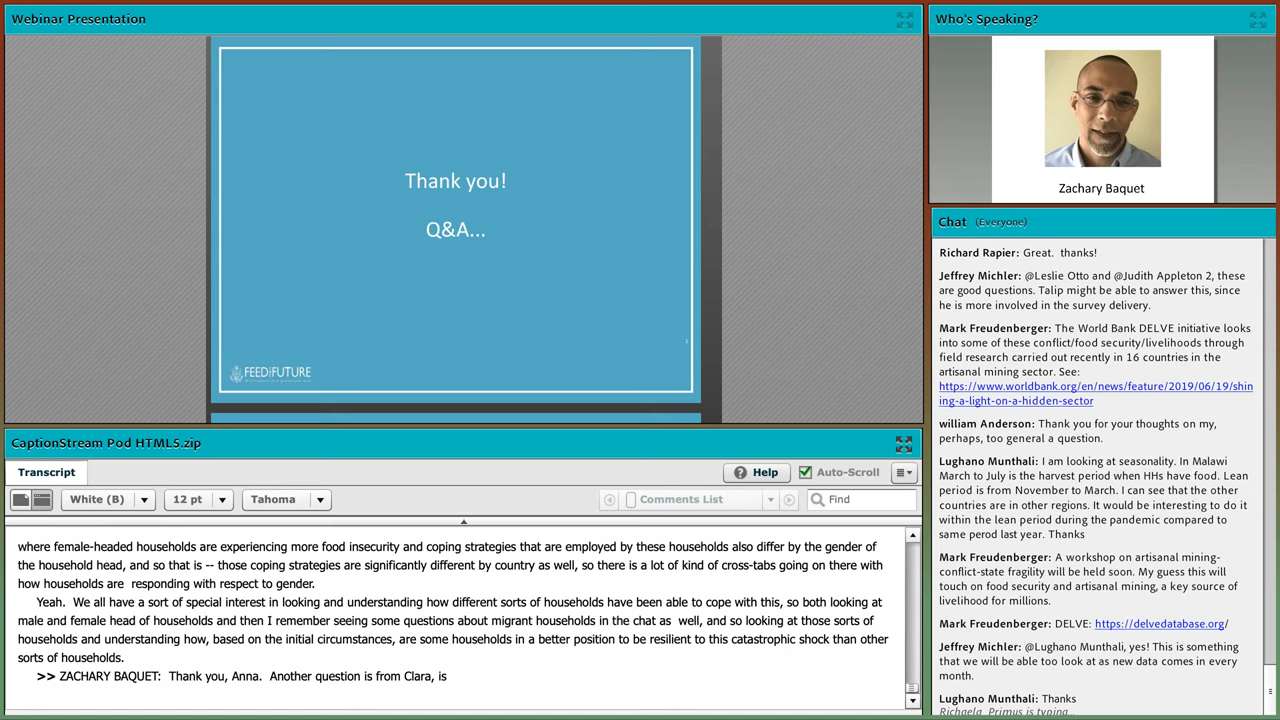 Webinar Presentation
Thank you!
Q&A...
FEED THE FUTURE
Who's Speaking?
Zachary Baquet
Chat (Everyone)
Richard Rapier: Great. thanks!
Jeffrey Michler: @Leslie Otto and @Judith Appleton 2, these
are good questions. Talip might be able to answer this, since
he is more involved in the survey delivery.
Mark Freudenberger: The World Bank DELVE initiative looks
into some of these conflict/food security/livelihoods through
field research carried out recently in 16 countries in the
artisanal mining sector. See:
https://www.worldbank.org/en/news/feature/2019/06/19/shin
ing-a-light-on-a-hidden-sector
william Anderson: Thank you for your thoughts on my,
perhaps, too general a question.
Lughano Munthali: I am looking at seasonality. In Malawi
March to July is the harvest period when HHs have food. Lean
period is from November to March. I can see that the other
countries are in other regions. It would be interesting to do it
within the lean period during the pandemic compared to
same perod last year. Thanks
Mark Freudenberger: A workshop on artisanal mining-
conflict-state fragility will be held soon. My guess this will
touch on food security and artisanal mining, a key source of
livelihood for millions.
Mark Freudenberger: DELVE: https://delvedatabase.org/
Jeffrey Michler: @Lughano Munthali, yes! This is something
that we will be able too look at as new data comes in every
month.
Lughano Munthali: Thanks
Richaela Primus is typing...
CaptionStream Pod HTML5.zip
Transcript
Help
Auto-Scroll
White (B)
12 pt
Tahoma
Comments List
Find
where female-headed households are experiencing more food insecurity and coping strategies that are employed by these households also differ by the gender of
the household head, and so that is -- those coping strategies are significantly different by country as well, so there is a lot of kind of cross-tabs going on there with
how households are responding with respect to gender.
Yeah. We all have a sort of special interest in looking and understanding how different sorts of households have been able to cope with this, so both looking at
male and female head of households and then I remember seeing some questions about migrant households in the chat as well, and so looking at those sorts of
households and understanding how, based on the initial circumstances, are some households in a better position to be resilient to this catastrophic shock than other
sorts of households.
>> ZACHARY BAQUET: Thank you, Anna. Another question is from Clara, is